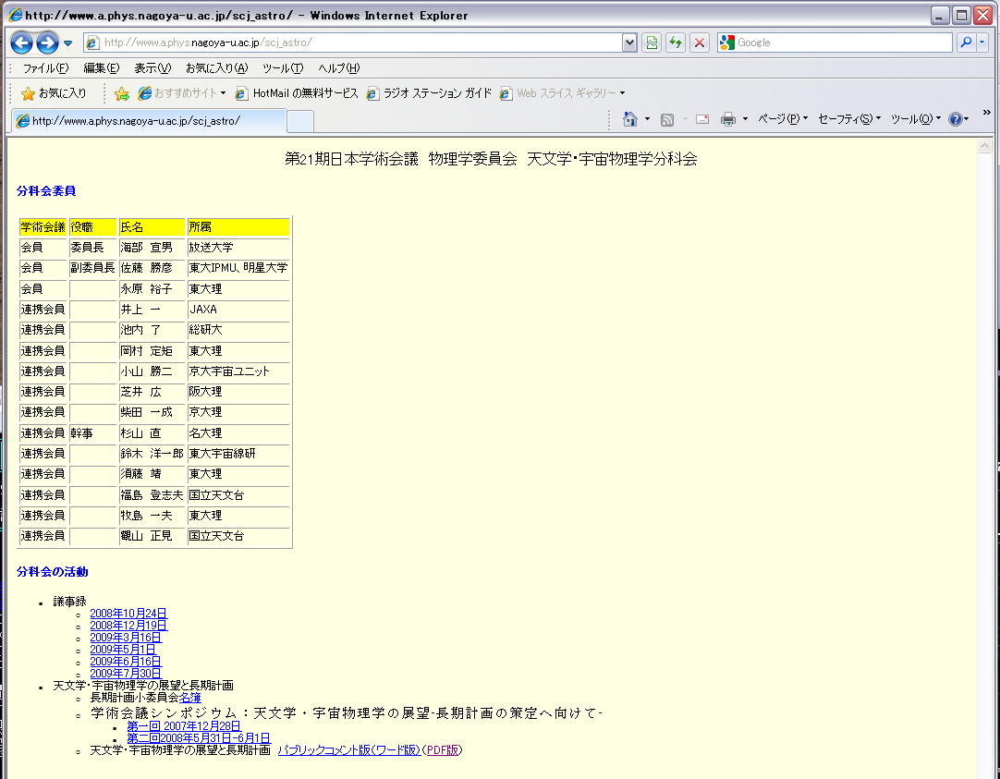 http://www.a.phys.nagoya-u.ac.jp/scj_astro/ - Windows Internet Explorer
http://www.a.phys.nagoya-u.ac.jp/scj_astro/ Google
ファイル(F) 編集(E) 表示(V) お気に入り(A) ツール(T) ヘルプ(H)
お気に入り おすすめサイト HotMail の無料サービス ラジオ ステーション ガイド Web スライス ギャラリー
http://www.a.phys.nagoya-u.ac.jp/scj_astro/ ページ(P) セーフティ(S) ツール(O) »
第21期日本学術会議 物理学委員会 天文学・宇宙物理学分科会
分科会委員
学術会議 役職 氏名 所属
会員 委員長 海部 宣男 放送大学
会員 副委員長 佐藤 勝彦 東大IPMU、明星大学
会員 永原 裕子 東大理
連携会員 井上 一 JAXA
連携会員 池内 了 総研大
連携会員 岡村 定矩 東大理
連携会員 小山 勝二 京大宇宙ユニット
連携会員 芝井 広 阪大理
連携会員 柴田 一成 京大理
連携会員 幹事 杉山 直 名大理
連携会員 鈴木 洋一郎 東大宇宙線研
連携会員 須藤 靖 東大理
連携会員 福島 登志夫 国立天文台
連携会員 牧島 一夫 東大理
連携会員 觀山 正見 国立天文台
分科会の活動
議事録
2008年10月24日
2008年12月19日
2009年3月16日
2009年5月1日
2009年6月16日
2009年7月30日
天文学・宇宙物理学の展望と長期計画
長期計画小委員会名簿
学術会議シンポジウム：天文学・宇宙物理学の展望-長期計画の策定へ向けて-
第一回 2007年12月28日
第二回2008年5月31日-6月1日
天文学・宇宙物理学の展望と長期計画 パブリックコメント版(ワード版)(PDF版)